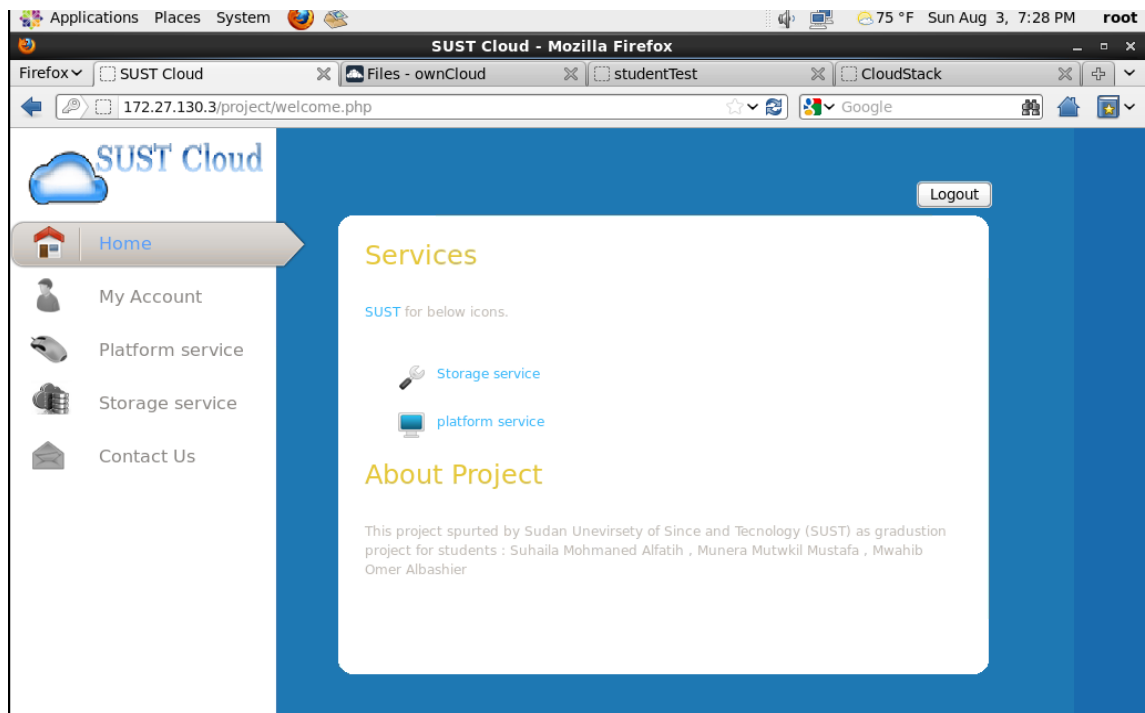 Applications Places System 75 °F Sun Aug 3, 7:28 PM root
SUST Cloud - Mozilla Firefox
Firefox SUST Cloud Files - ownCloud studentTest CloudStack
172.27.130.3/project/welcome.php Google
SUST Cloud
Logout
Home
My Account
Platform service
Storage service
Contact Us
Services
SUST for below icons.
Storage service
platform service
About Project
This project spurted by Sudan Unevirsety of Since and Tecnology (SUST) as gradustion
project for students : Suhaila Mohmaned Alfatih , Munera Mutwkil Mustafa , Mwahib
Omer Albashier